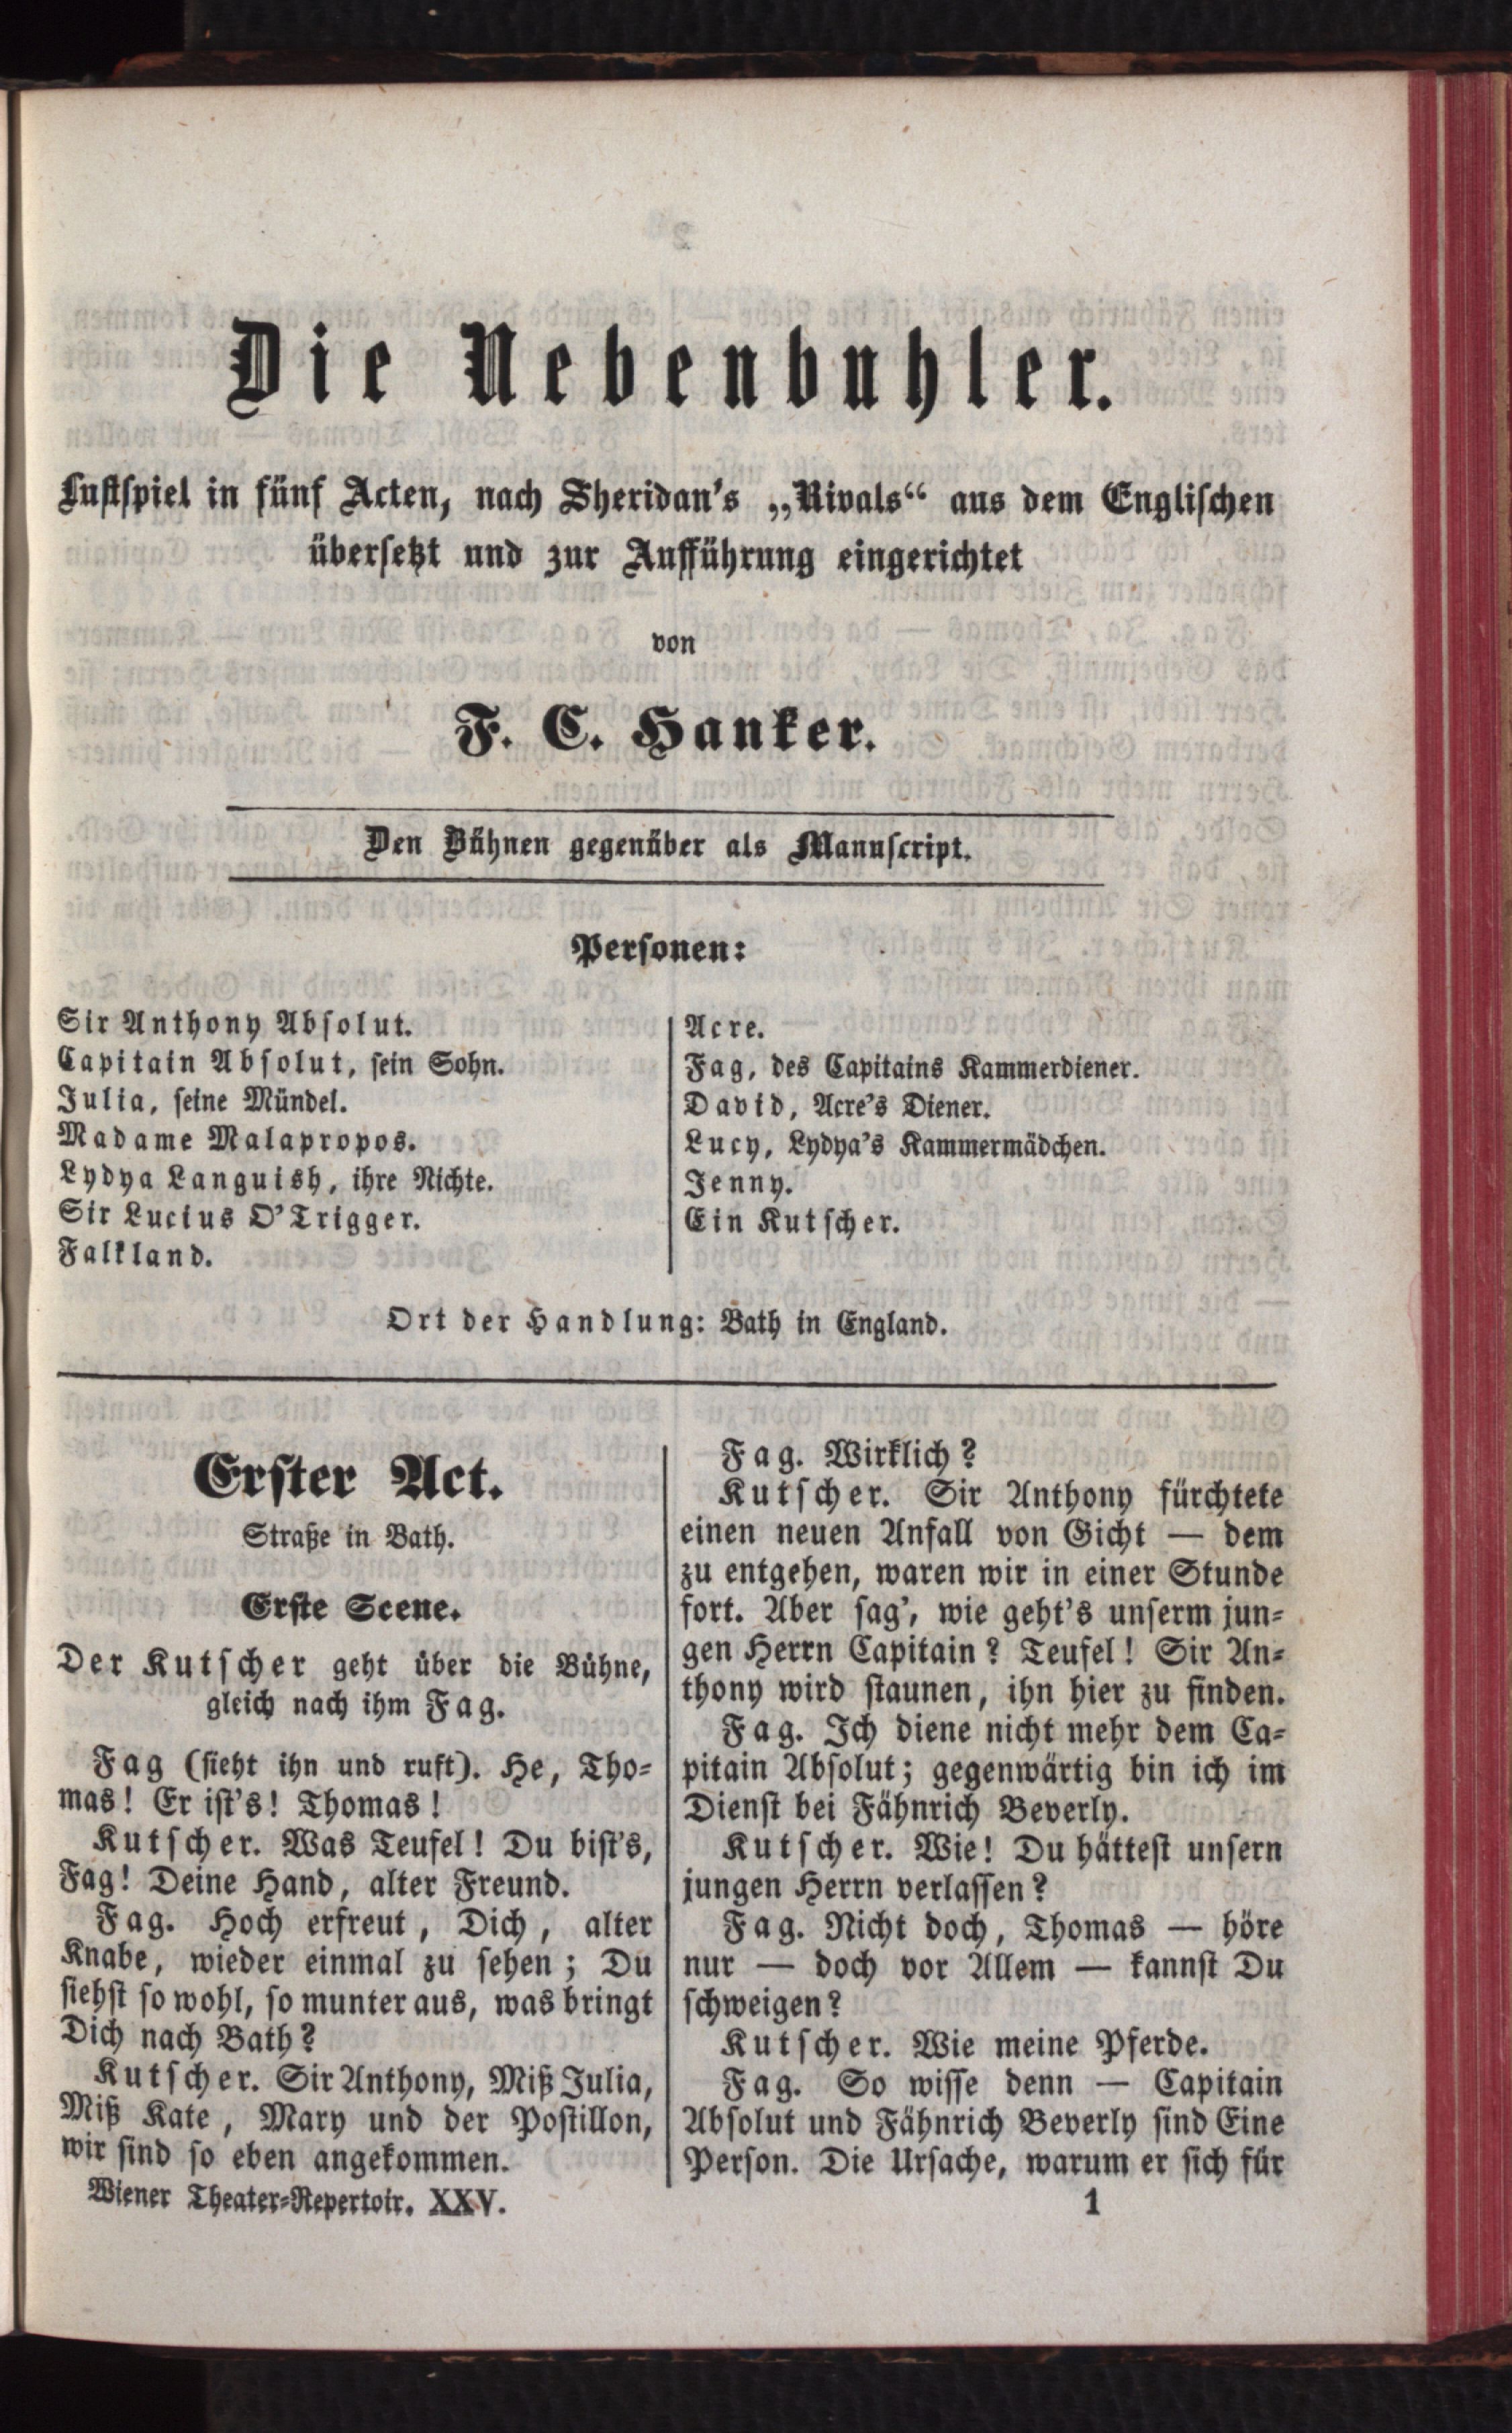 Die Nebenbuhler.
Lustspiel in fünf Acten, nach Sheridan's „Rivals“ aus dem Englischen
übersetzt und zur Aufführung eingerichtet
von
F. C. Hanker.
Den Bühnen gegenüber als Manuscript.
Personen:
Sir Anthony Absolut.
Capitain Absolut, sein Sohn.
Julia, seine Mündel.
Madame Malapropos.
Lydya Languish, ihre Nichte.
Sir Lucius O'Trigger.
Falkland.
Acre.
Fag, des Capitains Kammerdiener.
David, Acre's Diener.
Lucy, Lydya's Kammermädchen.
Jenny.
Ein Kutscher.
Ort der Handlung: Bath in England.
Erster Act.
Straße in Bath.
Erste Scene.
Der Kutscher geht über die Bühne,
gleich nach ihm Fag.
Fag (sieht ihn und ruft). He, Tho-
mas! Er ist's! Thomas!
Kutscher. Was Teufel! Du bist's,
Fag! Deine Hand, alter Freund.
Fag. Hoch erfreut, Dich, alter
Knabe, wieder einmal zu sehen; Du
siehst so wohl, so munter aus, was bringt
Dich nach Bath?
Kutscher. Sir Anthony, Miß Julia,
Miß Kate, Mary und der Postillon,
wir sind so eben angekommen.
Fag. Wirklich?
Kutscher. Sir Anthony fürchtete
einen neuen Anfall von Gicht — dem
zu entgehen, waren wir in einer Stunde
fort. Aber sag', wie geht's unserm jun-
gen Herrn Capitain? Teufel! Sir An-
thony wird staunen, ihn hier zu finden.
Fag. Ich diene nicht mehr dem Ca-
pitain Absolut; gegenwärtig bin ich im
Dienst bei Fähnrich Beverly.
Kutscher. Wie! Du hättest unsern
jungen Herrn verlassen?
Fag. Nicht doch, Thomas — höre
nur — doch vor Allem — kannst Du
schweigen?
Kutscher. Wie meine Pferde.
Fag. So wisse denn — Capitain
Absolut und Fähnrich Beverly sind Eine
Person. Die Ursache, warum er sich für
Wiener Theater-Repertoir. XXV.
1